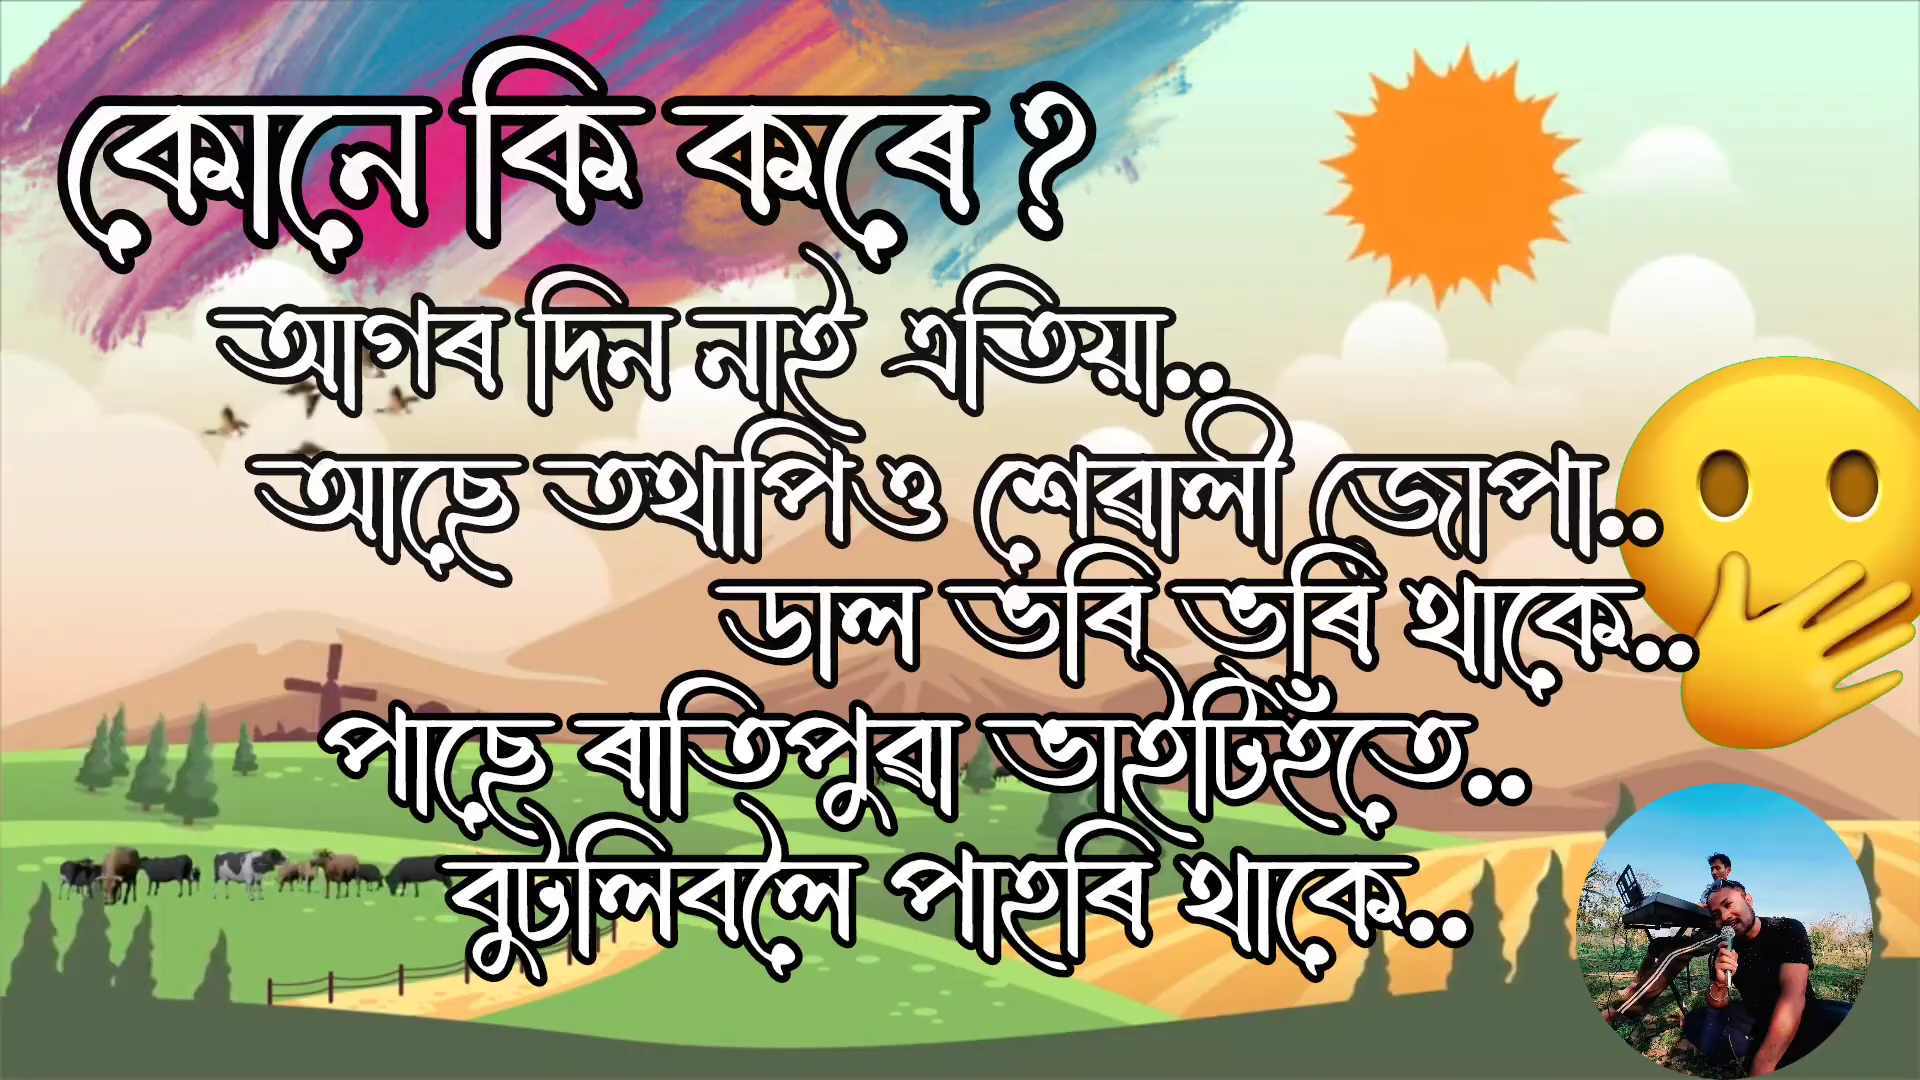 কোনে কি কৰে ?
আগৰ দিন নাই এতিয়া..
আছে তথাপিও শেৱালী জোপা..
ডাল ভৰি ভৰি থাকে..
পাছে ৰাতিপুৱা ভাইটিহঁতে..
বুটলিবলৈ পাহৰি থাকে..